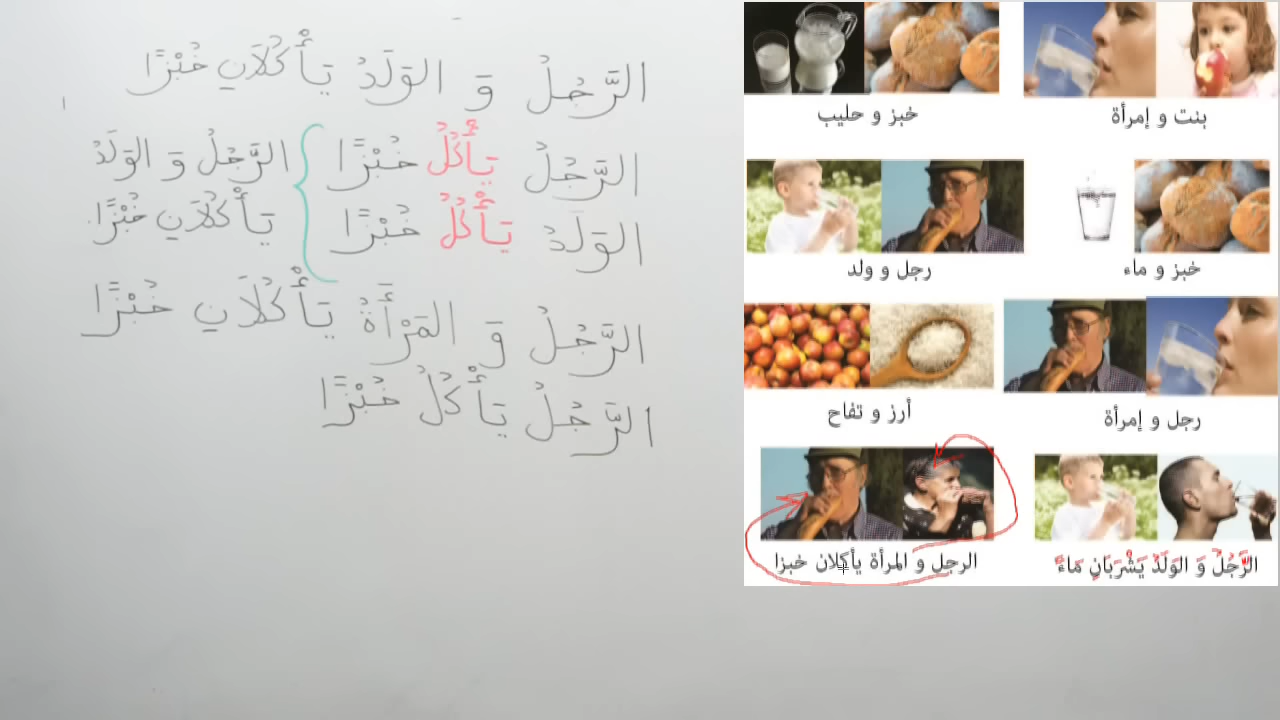 الرَّجُلُ وَ الوَلَدُ يَأْكُلَانِ خُبْزًا
الرَّجُلُ يَأْكُلُ خُبْزًا
الوَلَدُ يَأْكُلُ خُبْزًا
الرَّجُلُ وَ الوَلَدُ
يَأْكُلَانِ خُبْزًا.
الرَّجُلُ وَ المَرْأَةُ يَأْكُلَانِ خُبْزًا
الرَّجُلُ يَأْكُلُ خُبْزًا
بنت و إمرأة
خبز و حليب
خبز و ماء
رجل و ولد
رجل و إمرأة
أرز و تفاح
الرَّجُلُ وَ الوَلَدُ يَشْرَبَانِ مَاءً
الرجل و المرأة يأكلان خبزا